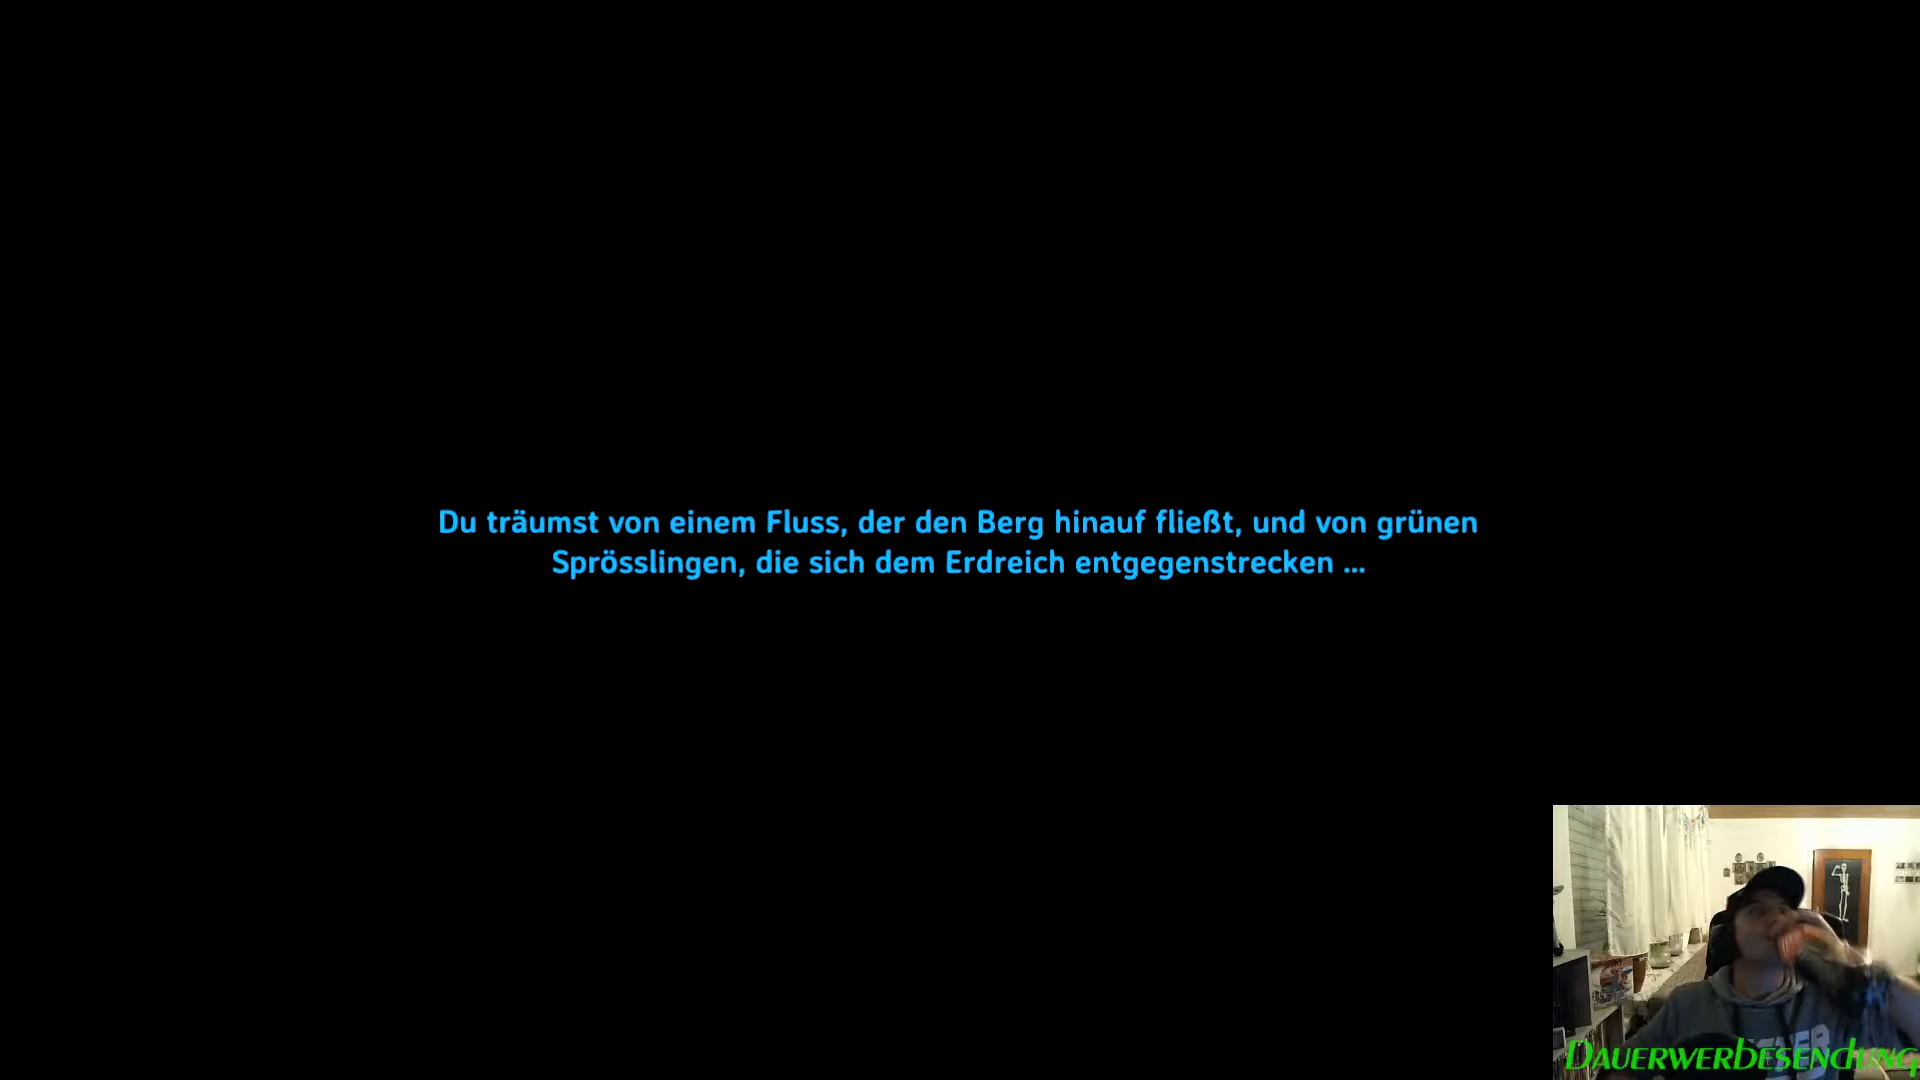 Du träumst von einem Fluss, der den Berg hinauf fließt, und von grünen
Sprösslingen, die sich dem Erdreich entgegenstrecken ...
DAUERWERBESENDUNG